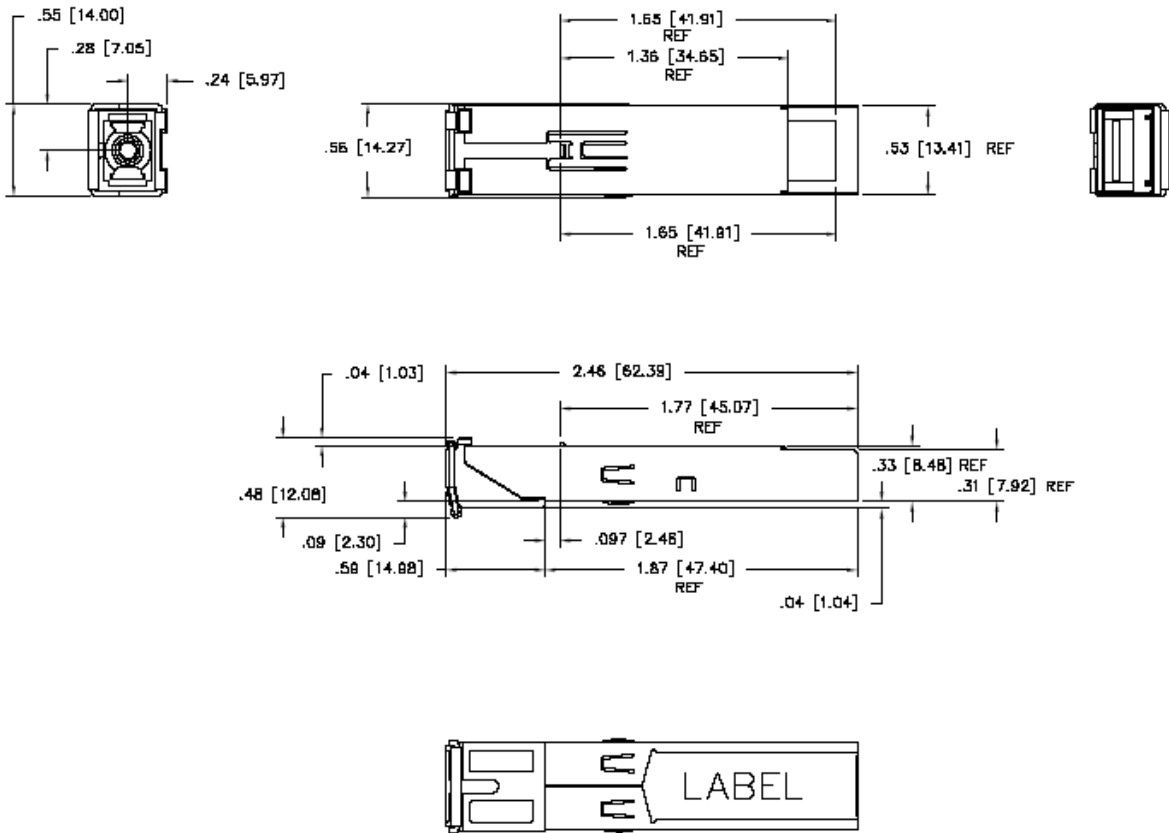 .55 [14.00]
.28 [7.05]
.24 [5.97]
1.65 [41.91]
REF
1.36 [34.65]
REF
.56 [14.27]
.53 [13.41] REF
1.65 [41.91]
REF
.04 [1.03]
2.46 [62.39]
1.77 [45.07]
REF
.33 [8.48] REF
.31 [7.92] REF
.48 [12.08]
.09 [2.30]
.097 [2.46]
.59 [14.98]
1.87 [47.40]
REF
.04 [1.04]
LABEL